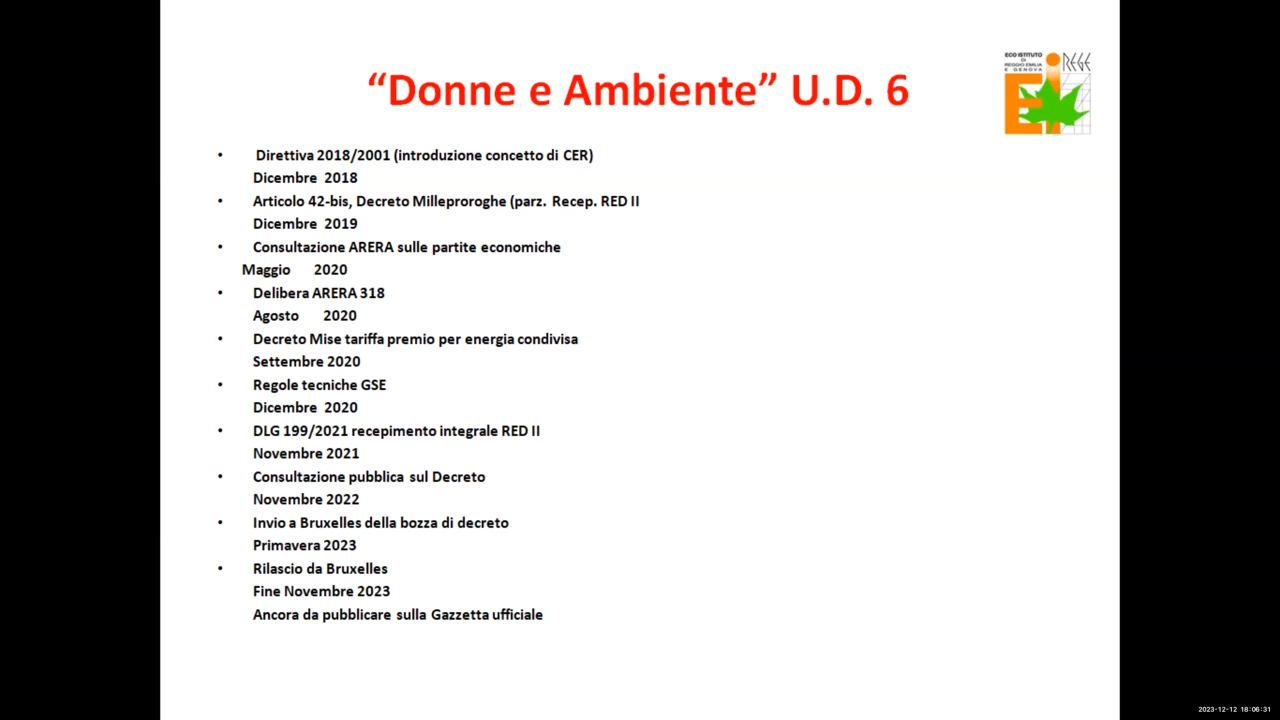 “Donne e Ambiente” U.D. 6
ECO ISTITUTO
DI
REGGIO EMILIA
E GENOVA
REGE
Ei
• Direttiva 2018/2001 (introduzione concetto di CER)
Dicembre 2018
• Articolo 42-bis, Decreto Milleproroghe (parz. Recep. RED II
Dicembre 2019
• Consultazione ARERA sulle partite economiche
Maggio 2020
• Delibera ARERA 318
Agosto 2020
• Decreto Mise tariffa premio per energia condivisa
Settembre 2020
• Regole tecniche GSE
Dicembre 2020
• DLG 199/2021 recepimento integrale RED II
Novembre 2021
• Consultazione pubblica sul Decreto
Novembre 2022
• Invio a Bruxelles della bozza di decreto
Primavera 2023
• Rilascio da Bruxelles
Fine Novembre 2023
Ancora da pubblicare sulla Gazzetta ufficiale
2023-12-12 18:06:31